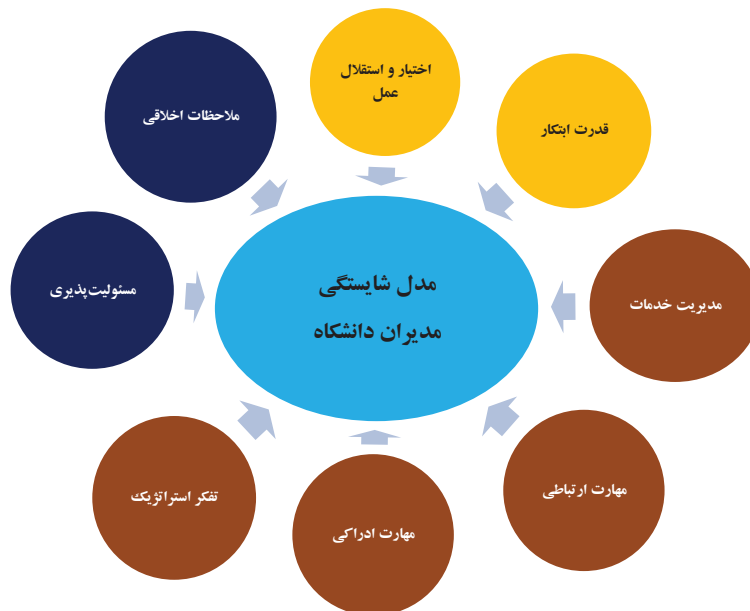 اختیار و استقلال
عمل
قدرت ابتکار
ملاحظات اخلاقی
مدیریت خدمات
مدل شایستگی
مدیران دانشکاه
مسئولیت‌پذیری
مهارت ارتباطی
مهارت ادراکی
تفکر استراتژیک